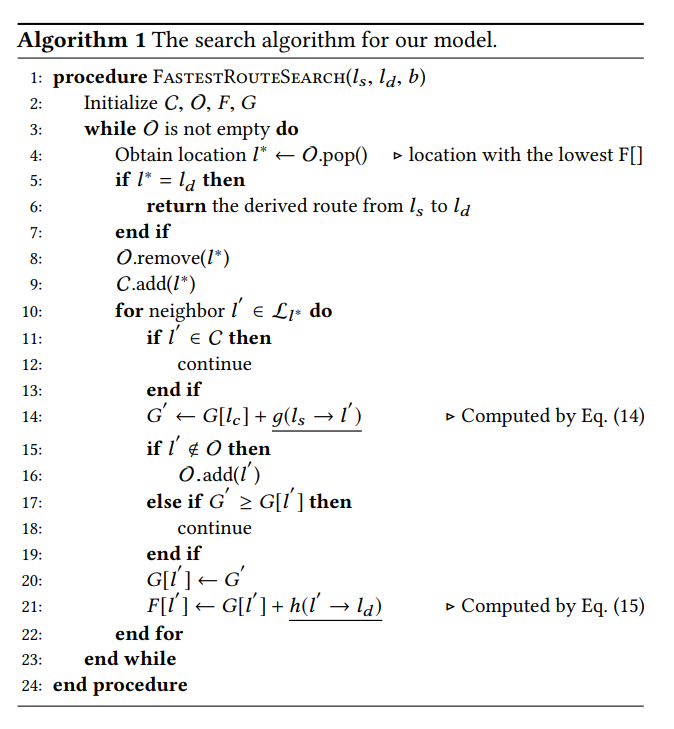 Algorithm 1 The search algorithm for our model.
1: procedure FASTESTROUTESEARCH(l_s, l_d, b)
2: Initialize C, O, F, G
3: while O is not empty do
4: Obtain location l* ← O.pop() ▷ location with the lowest F[]
5: if l* = l_d then
6: return the derived route from l_s to l_d
7: end if
8: O.remove(l*)
9: C.add(l*)
10: for neighbor l′ ∈ ℒ_{l*} do
11: if l′ ∈ C then
12: continue
13: end if
14: G′ ← G[l_c] + g(l_s → l′) ▷ Computed by Eq. (14)
15: if l′ ∉ O then
16: O.add(l′)
17: else if G′ ≥ G[l′] then
18: continue
19: end if
20: G[l′] ← G′
21: F[l′] ← G[l′] + h(l′ → l_d) ▷ Computed by Eq. (15)
22: end for
23: end while
24: end procedure